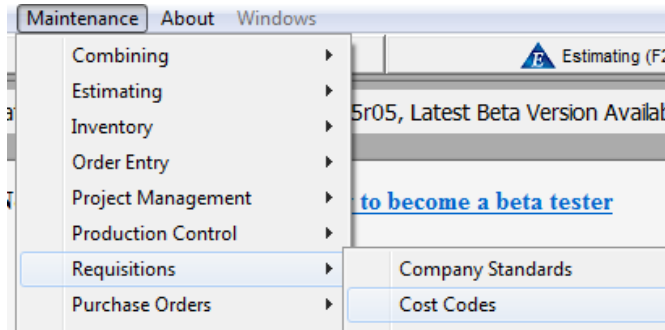 Maintenance About Windows
Combining
Estimating (F2
Estimating
5r05, Latest Beta Version Availab
Inventory
Order Entry
Project Management
to become a beta tester
Production Control
Requisitions
Company Standards
Purchase Orders
Cost Codes